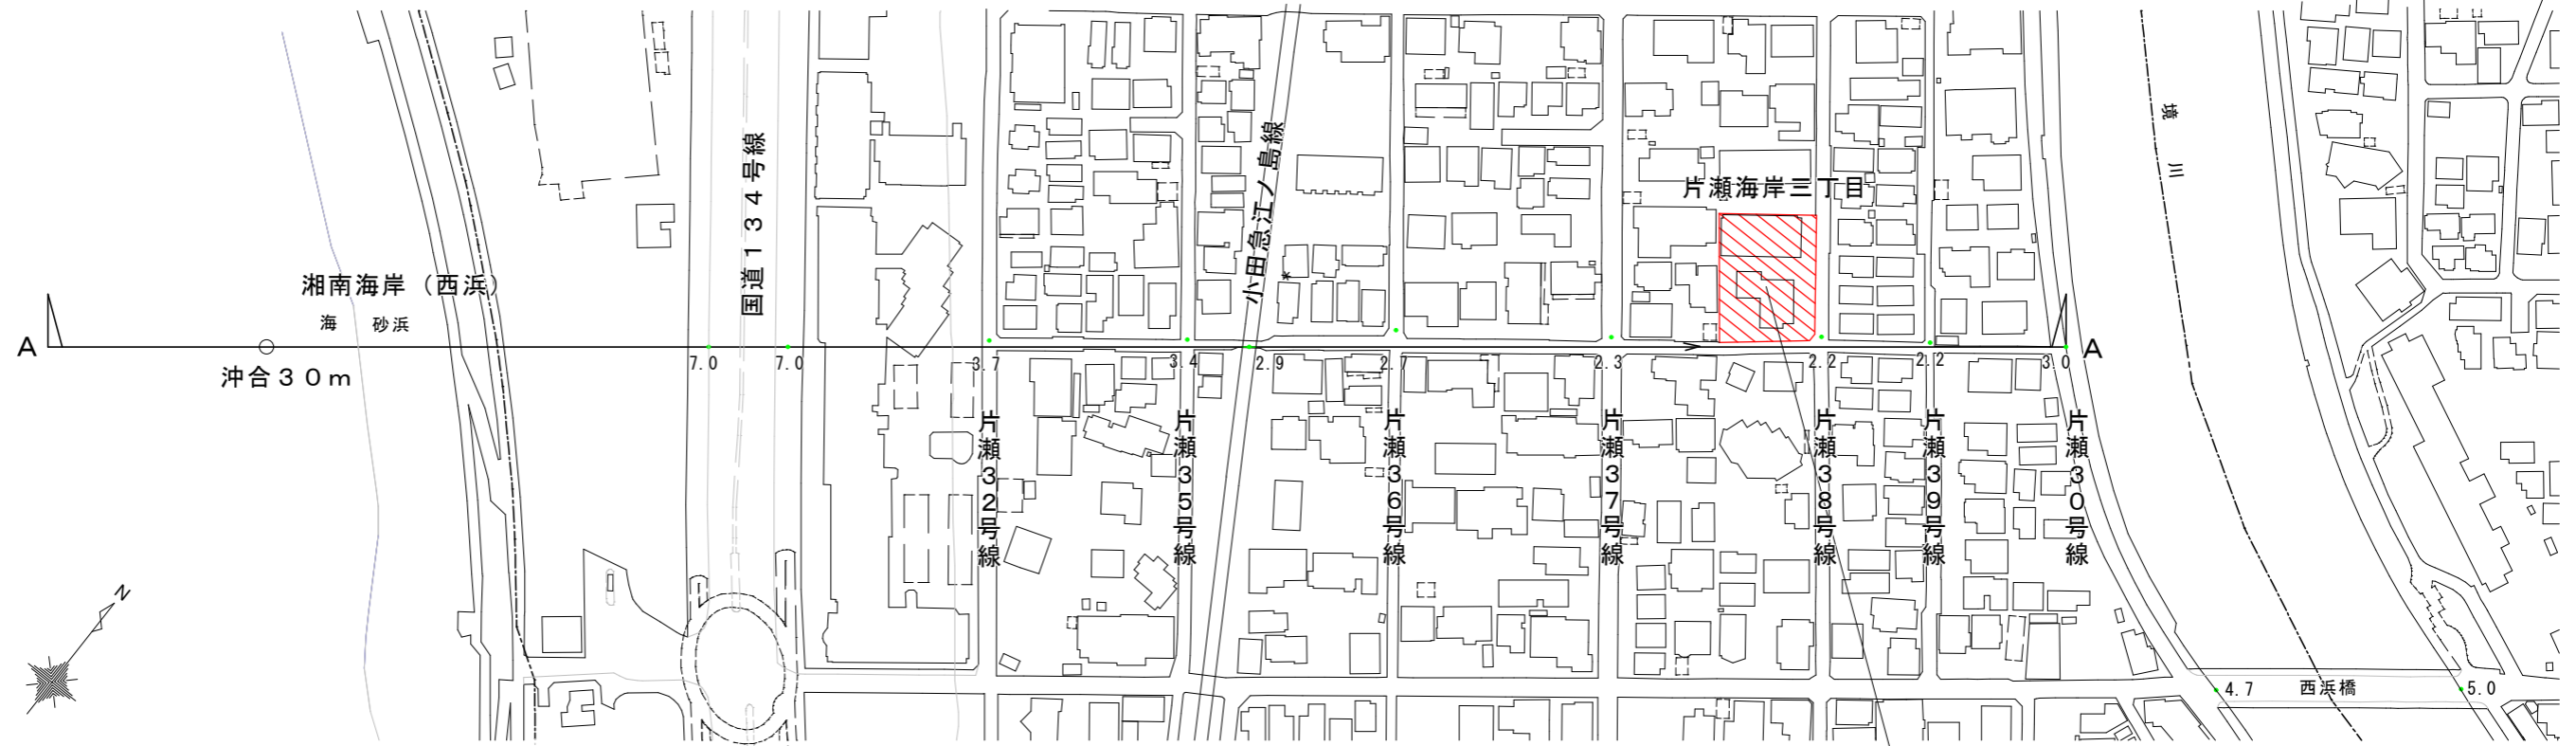 境川
片瀬海岸三丁目
国道134号線
小田急江ノ島線
*
湘南海岸（西浜）
海 砂浜
A
A
沖合30m
7.0
7.0
3.7
3.4
2.9
2.7
2.3
2.2
2.2
3.0
片瀬32号線
片瀬35号線
片瀬36号線
片瀬37号線
片瀬38号線
片瀬39号線
片瀬30号線
N
4.7
西浜橋
5.0